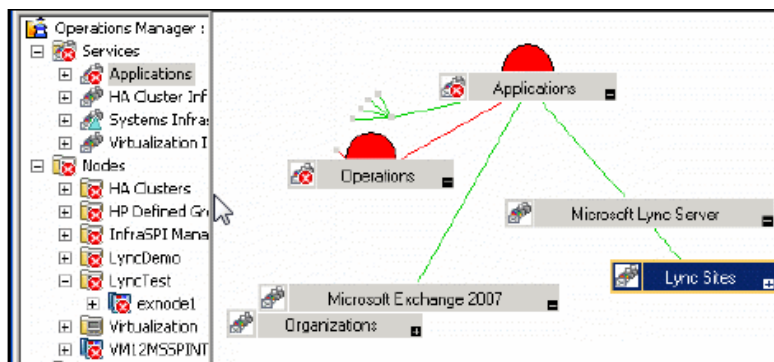 Operations Manager :
Services
Applications
HA Cluster Inf
Systems Infras
Virtualization I
Nodes
HA Clusters
HP Defined Gr
InfraSPI Mana
LyncDemo
LyncTest
exnode1
Virtualization
VM12MSSPINT
Applications
Operations
Microsoft Lync Server
Lync Sites
Microsoft Exchange 2007
Organizations